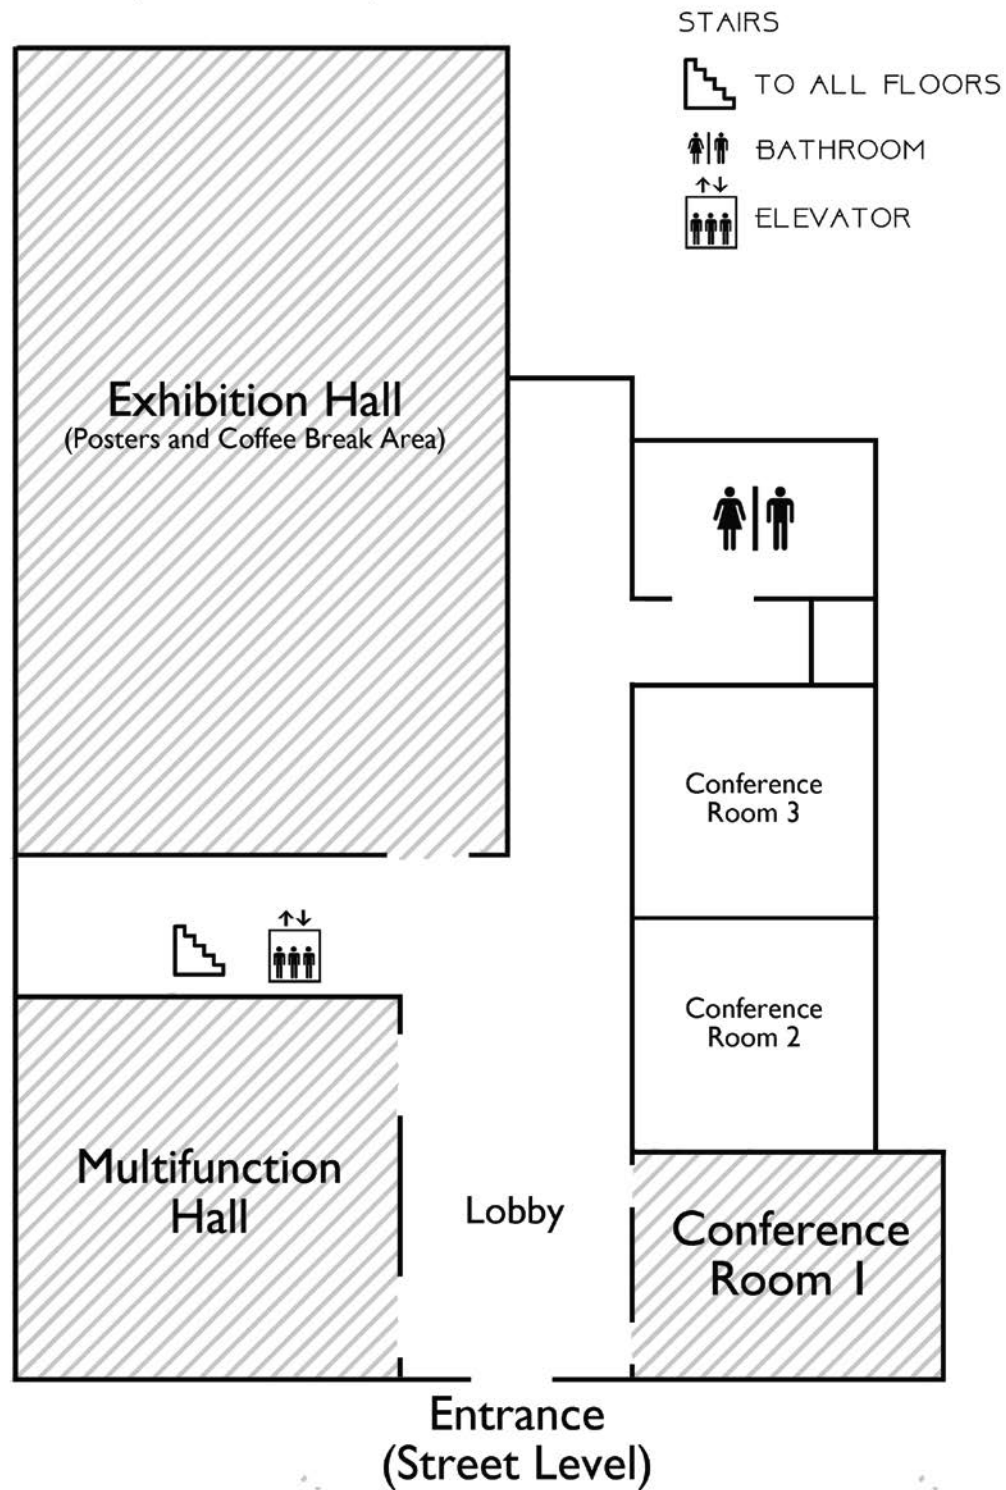 STAIRS
TO ALL FLOORS
BATHROOM
ELEVATOR
Exhibition Hall
(Posters and Coffee Break Area)
Conference
Room 3
Conference
Room 2
Multifunction
Hall
Lobby
Conference
Room 1
Entrance
(Street Level)